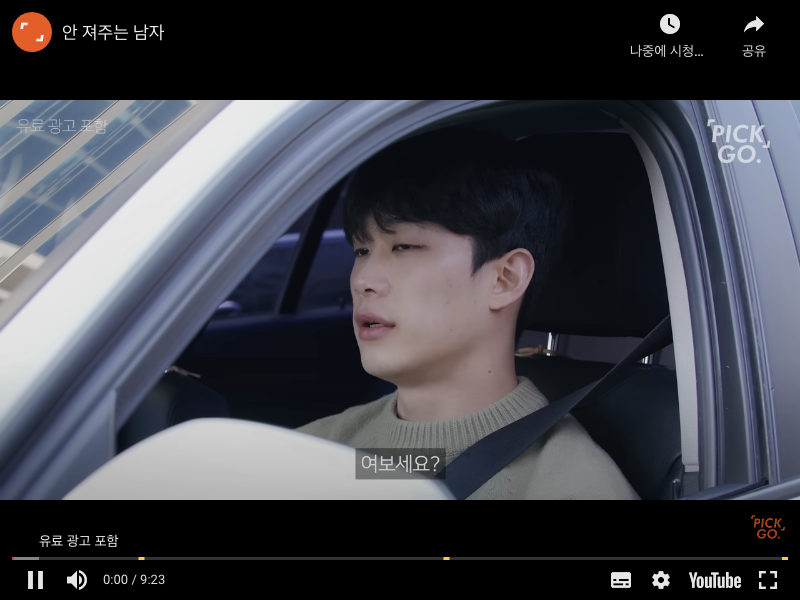 안 져주는 남자
나중에 시청...
공유
유료 광고 포함
PICK
GO.
여보세요?
PICK
GO.
유료 광고 포함
0:00 / 9:23
YouTube